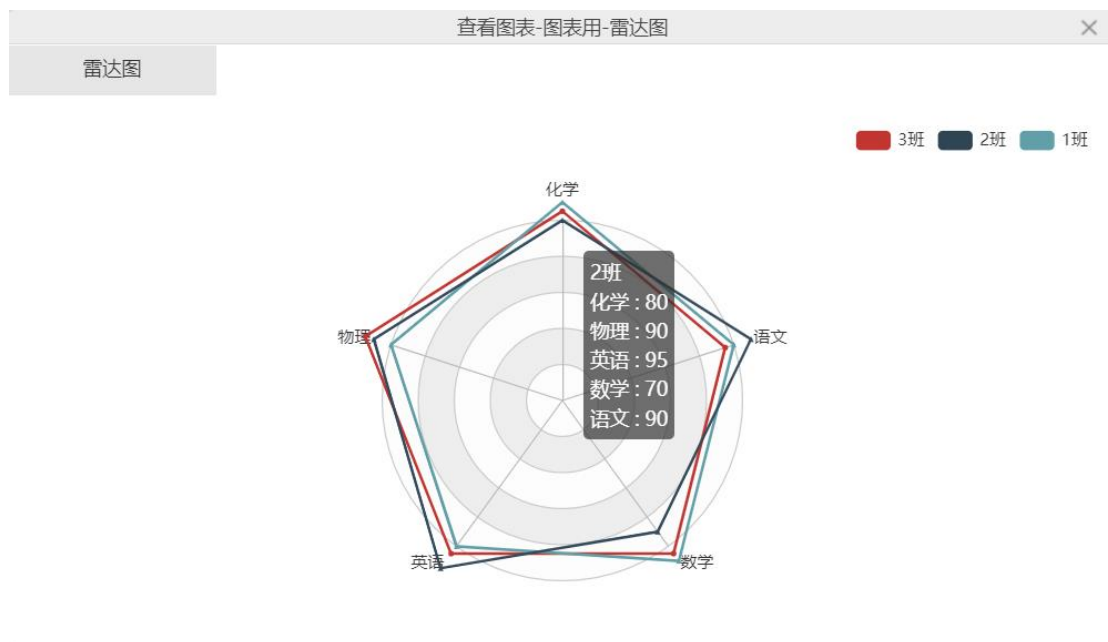 查看图表-图表用-雷达图
雷达图
3班
2班
1班
化学
2班
化学 : 80
物理 : 90
英语 : 95
数学 : 70
语文 : 90
物理
语文
英语
数学